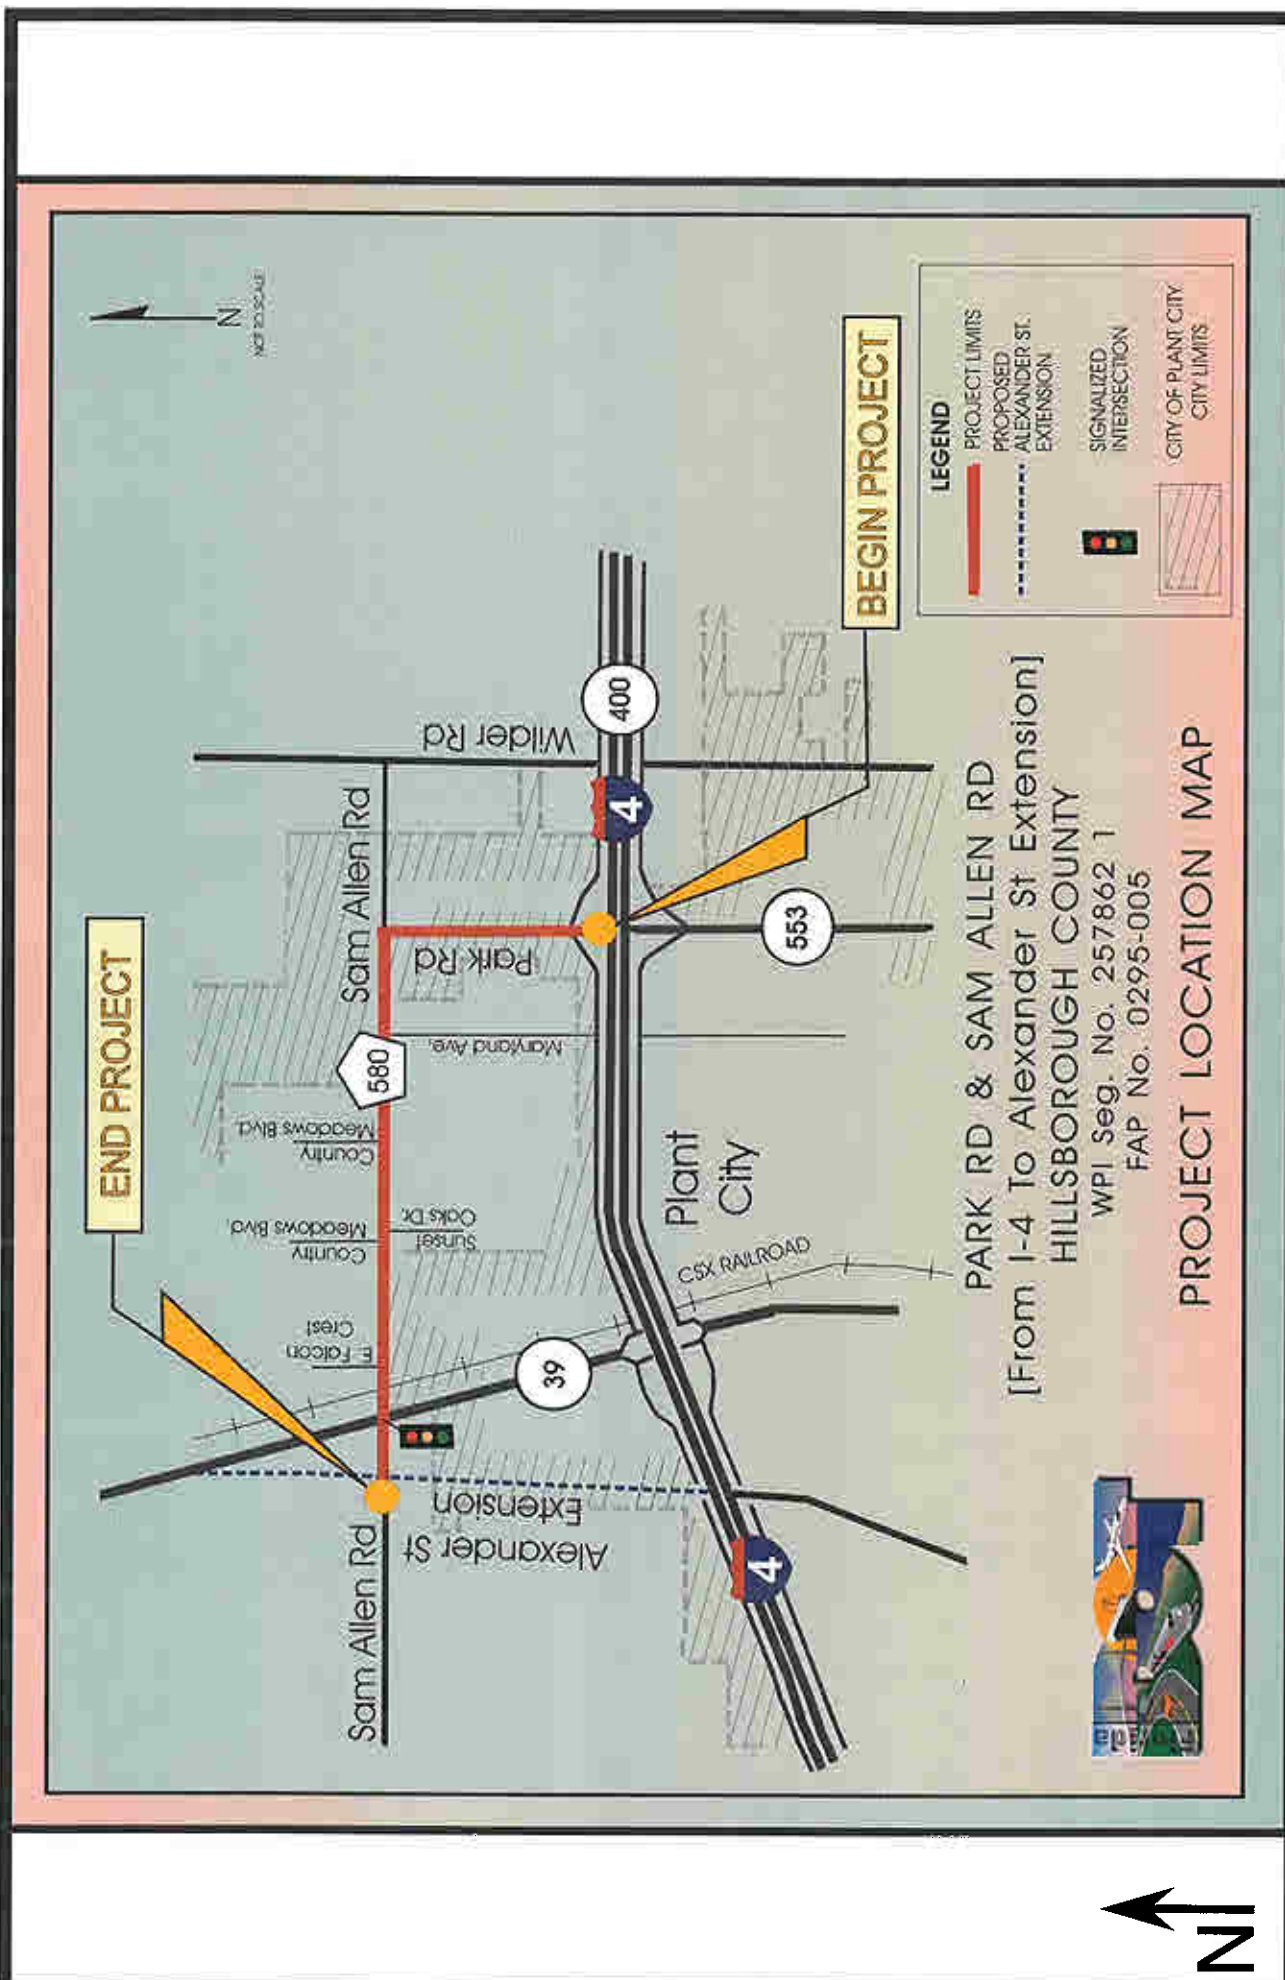 END PROJECT
N
NOT TO SCALE
Sam Allen Rd
Sam Allen Rd
580
Wilder Rd
Park Rd
Maryland Ave.
Country
Meadows Blvd.
Country
Meadows Blvd.
Sunset
Oaks Dr.
E. Falcon
Crest
Alexander St
Extension
39
4
400
4
553
Plant
City
CSX RAILROAD
BEGIN PROJECT
LEGEND
PROJECT LIMITS
PROPOSED
ALEXANDER ST.
EXTENSION
SIGNALIZED
INTERSECTION
CITY OF PLANT CITY
CITY LIMITS
PARK RD & SAM ALLEN RD
[From I-4 To Alexander St Extension]
HILLSBOROUGH COUNTY
WPI Seg. No. 257862 1
FAP No. 0295-005
PROJECT LOCATION MAP
N